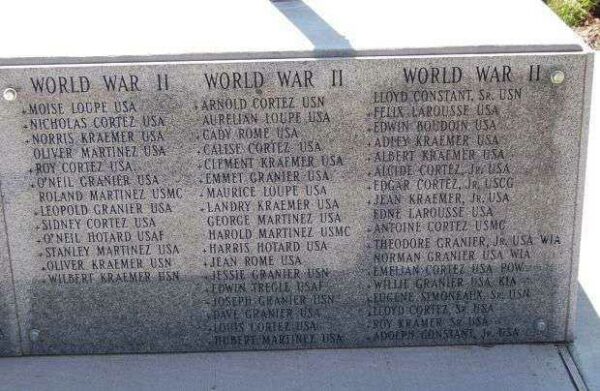 WORLD WAR II
MOISE LOUPE USA
NICHOLAS CORTEZ USA
NORRIS KRAEMER USA
OLIVER MARTINEZ USA
ROY CORTEZ USA
O'NEIL GRANIER USA
ROLAND MARTINEZ USMC
LEOPOLD GRANIER USA
SIDNEY CORTEZ USA
O'NEIL HOTARD USAF
STANLEY MARTINEZ USA
OLIVER KRAEMER USN
WILBERT KRAEMER USN
WORLD WAR II
ARNOLD CORTEZ USN
AURELIAN LOUPE USA
CADY ROME USA
CALISE CORTEZ USA
CLEMENT KRAEMER USA
EMMET GRANIER USA
MAURICE LOUPE USA
LANDRY KRAEMER USA
GEORGE MARTINEZ USA
HAROLD MARTINEZ USMC
HARRIS HOTARD USA
JEAN ROME USA
JESSIE GRANIER USN
EDWIN TREGLE USAF
JOSEPH GRANIER USN
DAVE GRANIER USA
LOUIS CORTEZ USA
HUBERT MARTINEZ USA
WORLD WAR II
LLOYD CONSTANT, SR. USN
FELIX LAROUSSE USA
EDWIN BOUDOIN USA
ADLEY KRAEMER USA
ALBERT KRAEMER USA
ALCIDE CORTEZ, JR. USA
EDGAR CORTEZ, JR. USCG
JEAN KRAEMER, JR. USA
EDNE LAROUSSE USA
ANTOINE CORTEZ USMC
THEODORE GRANIER, JR. USA WIA
NORMAN GRANIER USA WIA
EMELIAN CORTEZ USA POW
WILLIE GRANIER USA KIA
EUGENE SIMONEAUX, SR. USN
LLOYD CORTEZ, SR. USA
ROY KRAMER SR. USA
ADOLPH CONSTANT, JR. USA